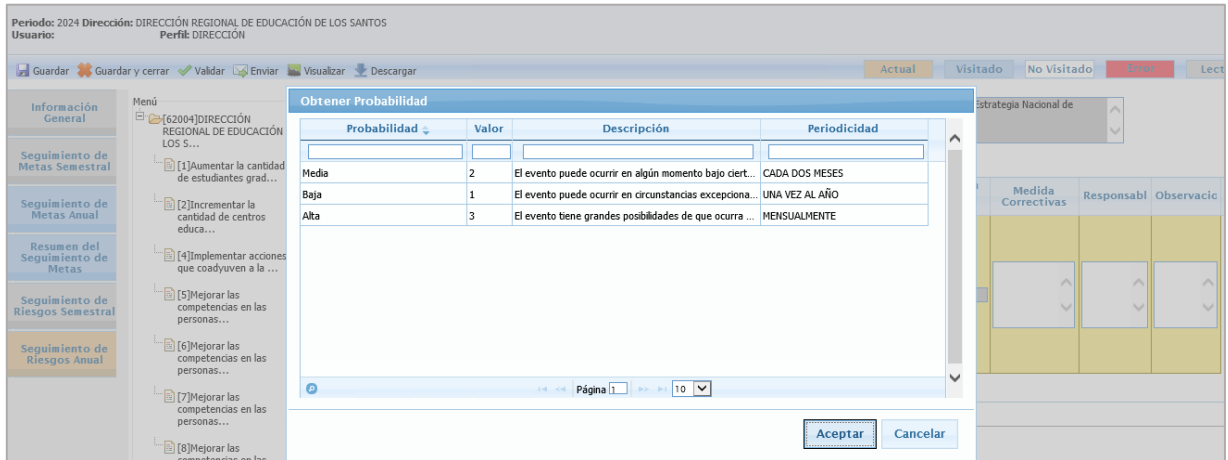 Periodo: 2024 Dirección: DIRECCIÓN REGIONAL DE EDUCACIÓN DE LOS SANTOS
Usuario: Perfil: DIRECCIÓN
Guardar Guardar y cerrar Validar Enviar Visualizar Descargar
Actual Visitado No Visitado Error Lect
Información
General
Seguimiento de
Metas Semestral
Seguimiento de
Metas Anual
Resumen del
Seguimiento de
Metas
Seguimiento de
Riesgos Semestral
Seguimiento de
Riesgos Anual
Menú
[62004]DIRECCIÓN
REGIONAL DE EDUCACIÓN
LOS S...
[1]Aumentar la cantidad
de estudiantes grad...
[2]Incrementar la
cantidad de centros
educa...
[4]Implementar acciones
que coadyuven a la ...
[5]Mejorar las
competencias en las
personas...
[6]Mejorar las
competencias en las
personas...
[7]Mejorar las
competencias en las
personas...
[8]Mejorar las
competencias en las
Obtener Probabilidad
Probabilidad Valor Descripción Periodicidad
Media 2 El evento puede ocurrir en algún momento bajo ciert... CADA DOS MESES
Baja 1 El evento puede ocurrir en circunstancias excepciona... UNA VEZ AL AÑO
Alta 3 El evento tiene grandes posibilidades de que ocurra ... MENSUALMENTE
Página 1 10
Aceptar Cancelar
Estrategia Nacional de
Medida
Correctivas
Responsabl
Observacio